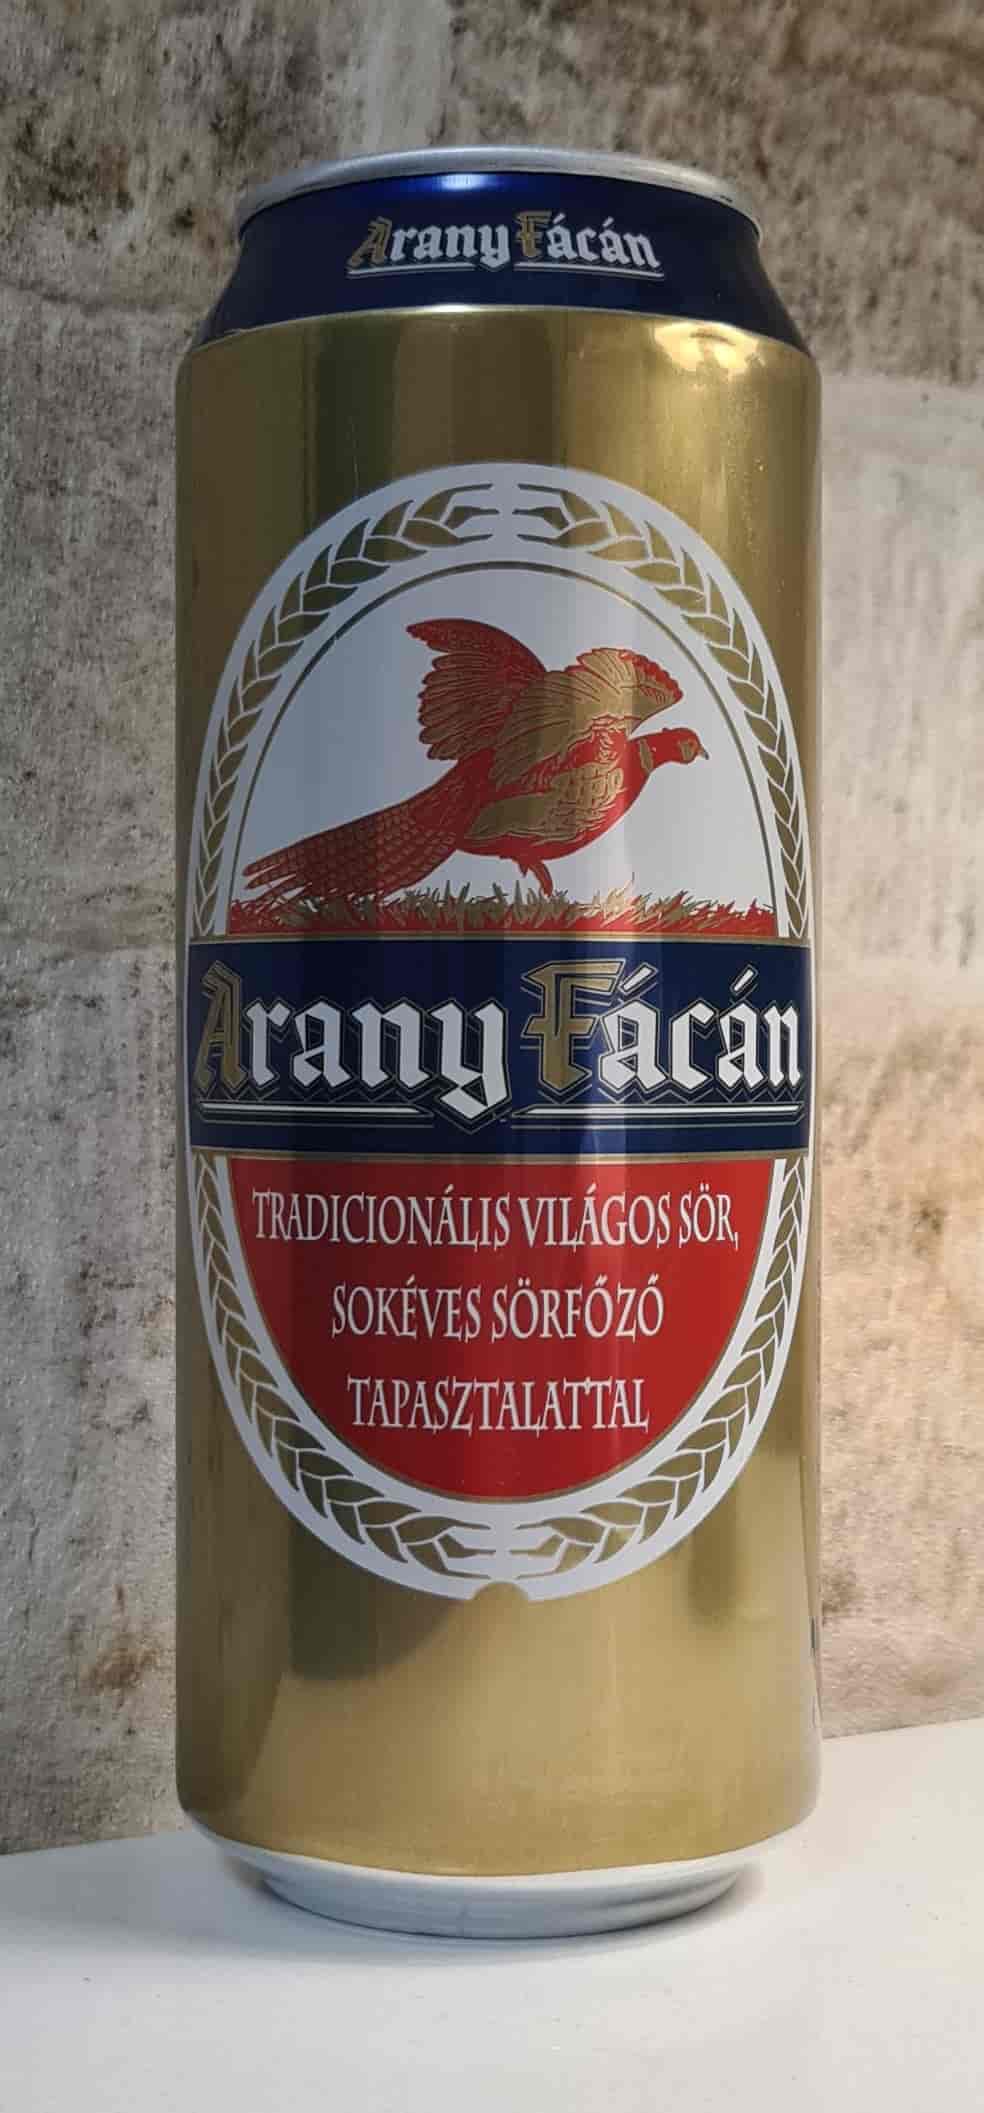 Arany Fácán
Arany Fácán
TRADICIONÁLIS VILÁGOS SÖR,
SOKÉVES SÖRFŐZŐ
TAPASZTALATTAL